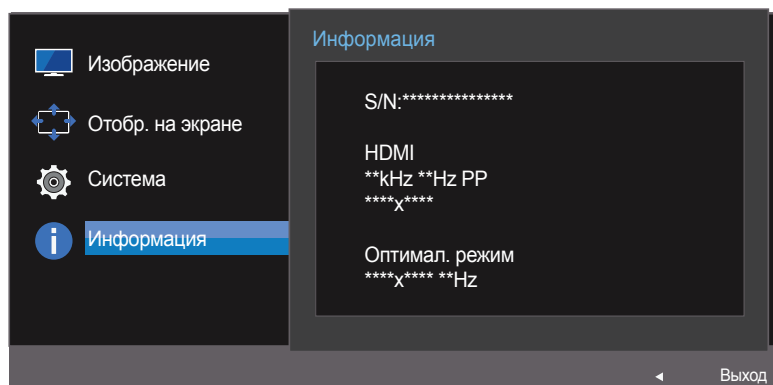 Изображение
Отобр. на экране
Система
Информация
Информация
S/N:***************
HDMI
**kHz **Hz PP
****x****
Оптимал. режим
****x**** **Hz
Выход